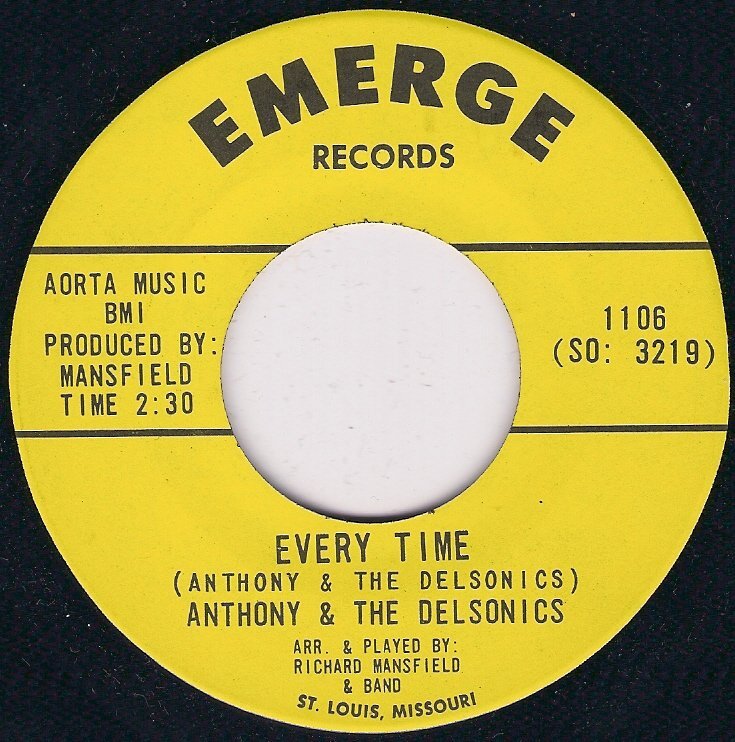 EMERGE
RECORDS
AORTA MUSIC
BMI
PRODUCED BY:
MANSFIELD
TIME 2:30
1106
(SO: 3219)
EVERY TIME
(ANTHONY & THE DELSONICS)
ANTHONY & THE DELSONICS
ARR. & PLAYED BY:
RICHARD MANSFIELD
& BAND
ST. LOUIS, MISSOURI